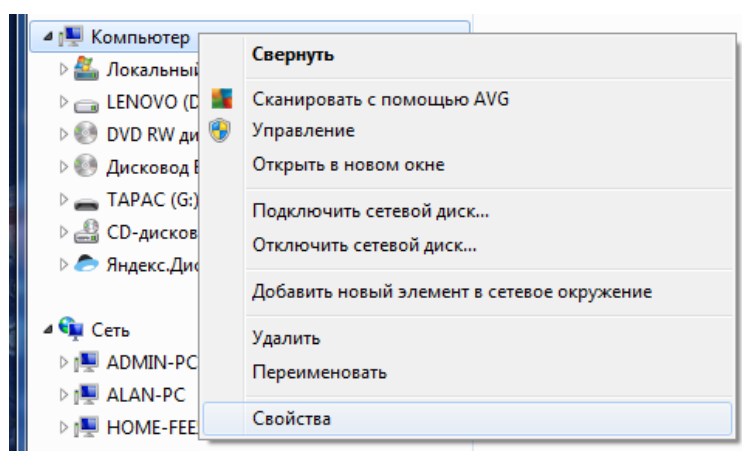 Компьютер
Локальный
LENOVO (D
DVD RW ди
Дисковод
ТАРАС (G:)
CD-дисков
Яндекс.Дис
Сеть
ADMIN-PC
ALAN-PC
HOME-FEE
Свернуть
Сканировать с помощью AVG
Управление
Открыть в новом окне
Подключить сетевой диск...
Отключить сетевой диск...
Добавить новый элемент в сетевое окружение
Удалить
Переименовать
Свойства